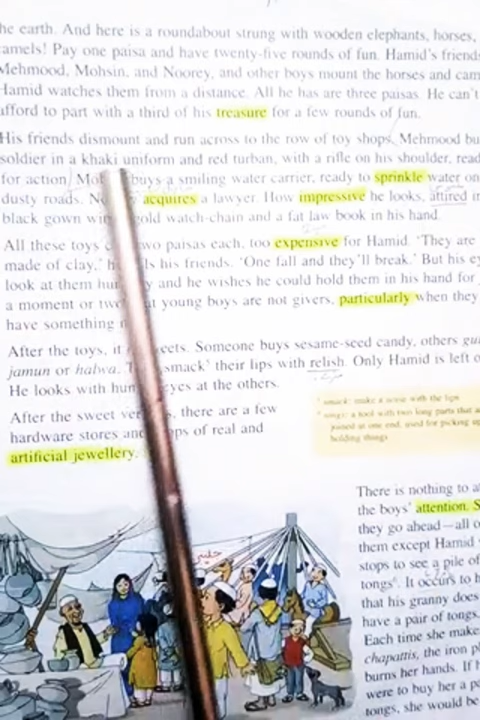 he earth. And here is a roundabout strung with wooden elephants, horses,
amels! Pay one paisa and have twenty-five rounds of fun. Hamid's friend
Mehmood, Mohsin, and Noorey, and other boys mount the horses and cam
Hamid watches them from a distance. All he has are three paisas. He can't
afford to part with a third of his treasure for a few rounds of fun.
His friends dismount and run across to the row of toy shops. Mehmood bu
soldier in a khaki uniform and red turban, with a rifle on his shoulder, read
for action. Mo buys a smiling water carrier, ready to sprinkle water on
dusty roads. N acquires a lawyer. How impressive he looks, attired in
black gown wi gold watch-chain and a fat law book in his hand.
All these toys c wo paisas each, too expensive for Hamid. 'They are
made of clay,' h ls his friends. 'One fall and they'll break.' But his ey
look at them hun y and he wishes he could hold them in his hand for
a moment or tw t young boys are not givers, particularly when they
have something n
After the toys, it eets. Someone buys sesame-seed candy, others gu
jamun or halwa. T smack' their lips with relish. Only Hamid is left o
He looks with hun eyes at the others.
After the sweet ve s, there are a few
hardware stores and ps of real and
artificial jewellery.
smack: make a noise with the lips
tongs: a tool with two long parts that a
joined at one end, used for picking up
holding things
There is nothing to a
the boys' attention. S
they go ahead—all o
them except Hamid
stops to see a pile of
tongs. It occurs to h
that his granny does
have a pair of tongs.
Each time she make
chapattis, the iron p
burns her hands. If h
were to buy her a pa
tongs, she would be